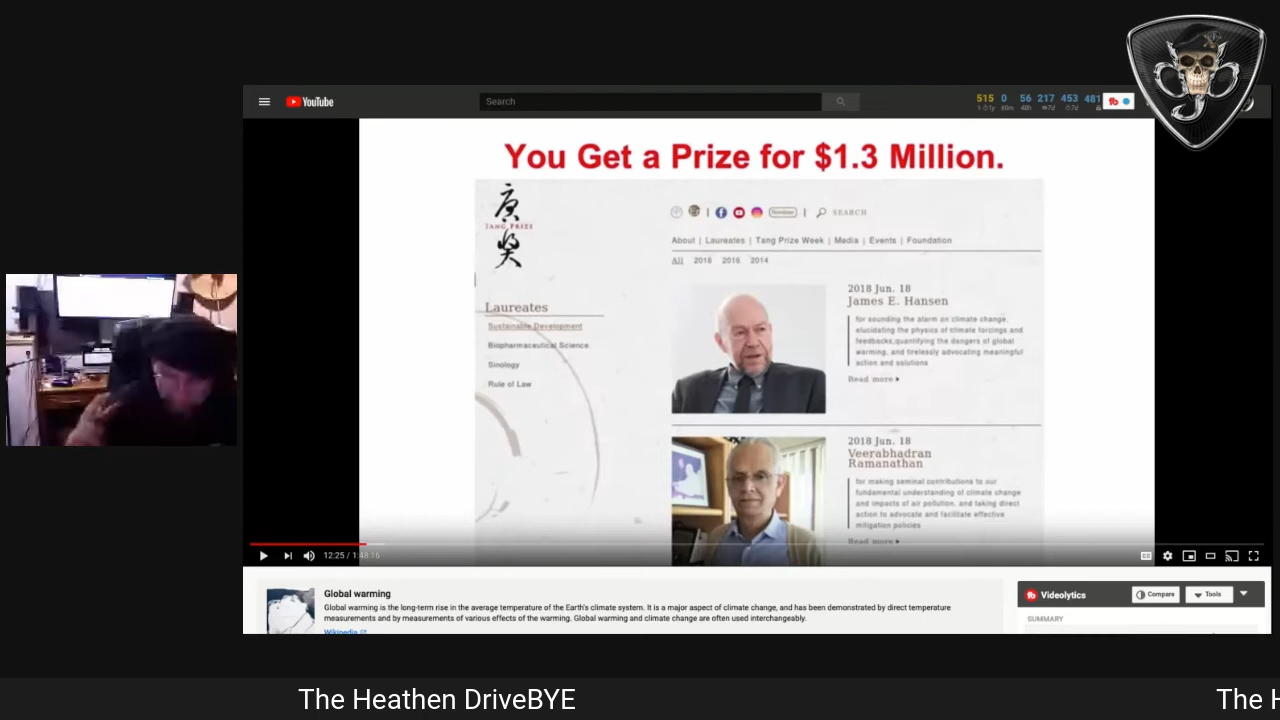 YouTube
Search
515 0 56 217 453 481
You Get a Prize for $1.3 Million.
唐
TANG PRIZE
奖
Newsletter | SEARCH
About | Laureates | Tang Prize Week | Media | Events | Foundation
All 2018 2016 2014
Laureates
Sustainable Development
Biopharmaceutical Science
Sinology
Rule of Law
2018 Jun. 18
James E. Hansen
for sounding the alarm on climate change,
elucidating the physics of climate forcings and
feedbacks,quantifying the dangers of global
warming, and tirelessly advocating meaningful
action and solutions
Read more
2018 Jun. 18
Veerabhadran
Ramanathan
for making seminal contributions to our
fundamental understanding of climate change
and impacts of air pollution, and taking direct
action to advocate and facilitate effective
mitigation policies
Read more
12:25 / 1:48:16
Global warming
Global warming is the long-term rise in the average temperature of the Earth's climate system. It is a major aspect of climate change, and has been demonstrated by direct temperature
measurements and by measurements of various effects of the warming. Global warming and climate change are often used interchangeably.
Wikipedia
Videolytics
Compare
Tools
SUMMARY
The Heathen DriveBYE
The H